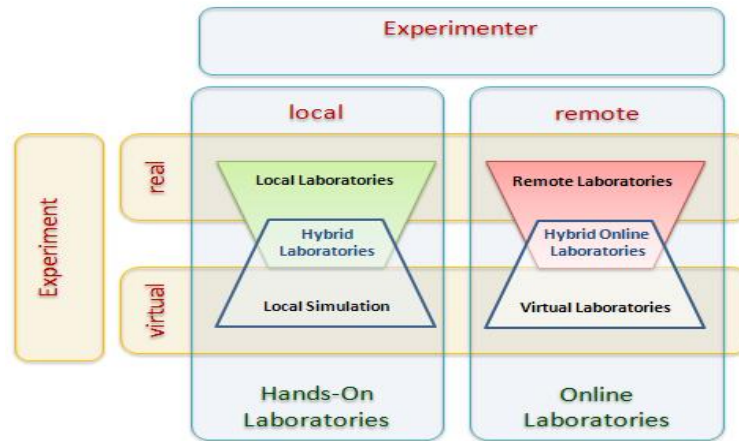 Experimenter
local
remote
Experiment
real
Local Laboratories
Remote Laboratories
Hybrid
Laboratories
Hybrid Online
Laboratories
virtual
Local Simulation
Virtual Laboratories
Hands-On
Laboratories
Online
Laboratories